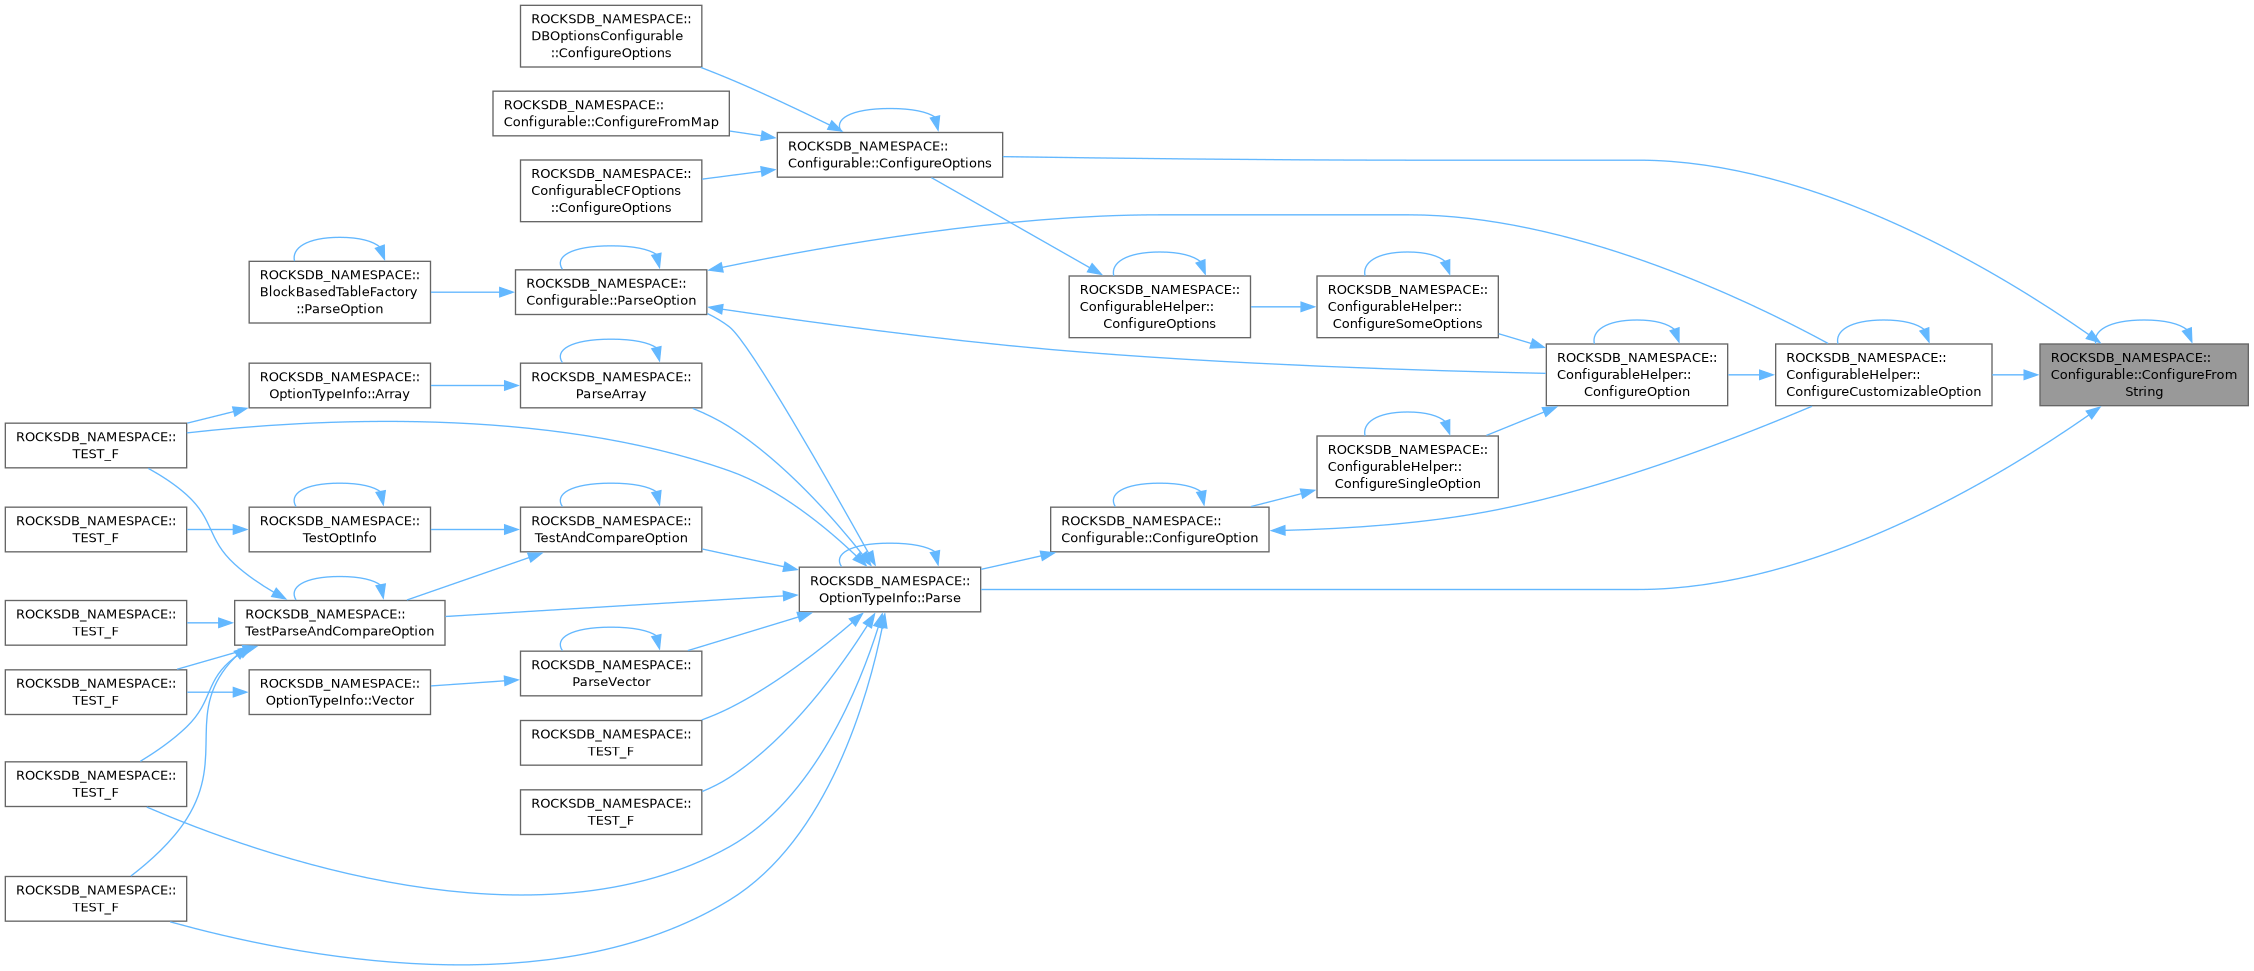 ROCKSDB_NAMESPACE::
DBOptionsConfigurable
::ConfigureOptions
ROCKSDB_NAMESPACE::
Configurable::ConfigureFromMap
ROCKSDB_NAMESPACE::
Configurable::ConfigureOptions
ROCKSDB_NAMESPACE::
ConfigurableCFOptions
::ConfigureOptions
ROCKSDB_NAMESPACE::
BlockBasedTableFactory
::ParseOption
ROCKSDB_NAMESPACE::
Configurable::ParseOption
ROCKSDB_NAMESPACE::
ConfigurableHelper::
ConfigureOptions
ROCKSDB_NAMESPACE::
ConfigurableHelper::
ConfigureSomeOptions
ROCKSDB_NAMESPACE::
ConfigurableHelper::
ConfigureOption
ROCKSDB_NAMESPACE::
ConfigurableHelper::
ConfigureCustomizableOption
ROCKSDB_NAMESPACE::
Configurable::ConfigureFrom
String
ROCKSDB_NAMESPACE::
OptionTypeInfo::Array
ROCKSDB_NAMESPACE::
ParseArray
ROCKSDB_NAMESPACE::
TEST_F
ROCKSDB_NAMESPACE::
ConfigurableHelper::
ConfigureSingleOption
ROCKSDB_NAMESPACE::
TEST_F
ROCKSDB_NAMESPACE::
TestOptInfo
ROCKSDB_NAMESPACE::
TestAndCompareOption
ROCKSDB_NAMESPACE::
Configurable::ConfigureOption
ROCKSDB_NAMESPACE::
OptionTypeInfo::Parse
ROCKSDB_NAMESPACE::
TEST_F
ROCKSDB_NAMESPACE::
TestParseAndCompareOption
ROCKSDB_NAMESPACE::
TEST_F
ROCKSDB_NAMESPACE::
OptionTypeInfo::Vector
ROCKSDB_NAMESPACE::
ParseVector
ROCKSDB_NAMESPACE::
TEST_F
ROCKSDB_NAMESPACE::
TEST_F
ROCKSDB_NAMESPACE::
TEST_F
ROCKSDB_NAMESPACE::
TEST_F